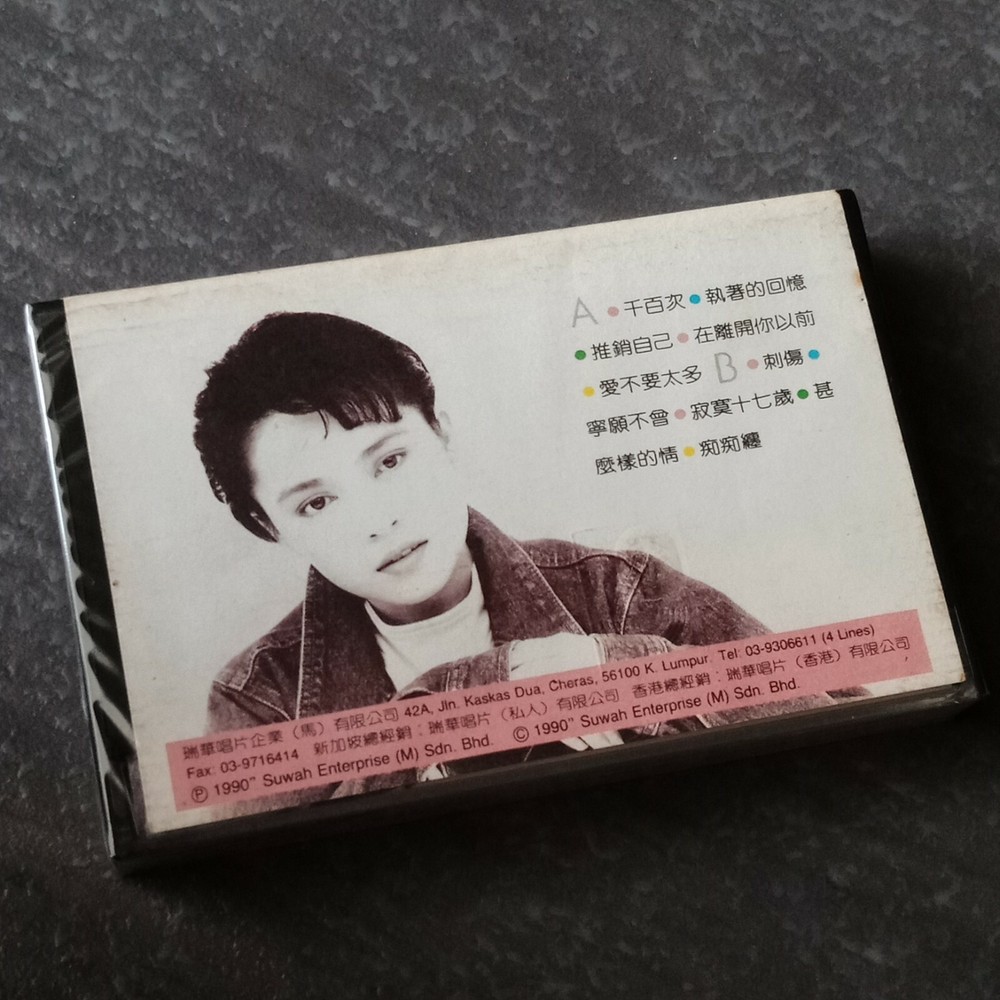 A ●千百次●執著的回憶
●推銷自己●在離開你以前
●愛不要太多 B ●刺傷●
寧願不曾●寂寞十七歲●甚
麼樣的情●痴痴纏
瑞華唱片企業（馬）有限公司 42A, Jln. Kaskas Dua, Cheras, 56100 K. Lumpur. Tel: 03-9306611 (4 Lines)
Fax: 03-9716414 新加坡總經銷：瑞華唱片（私人）有限公司 香港總經銷：瑞華唱片（香港）有限公司
Ⓟ 1990" Suwah Enterprise (M) Sdn. Bhd. © 1990" Suwah Enterprise (M) Sdn. Bhd.